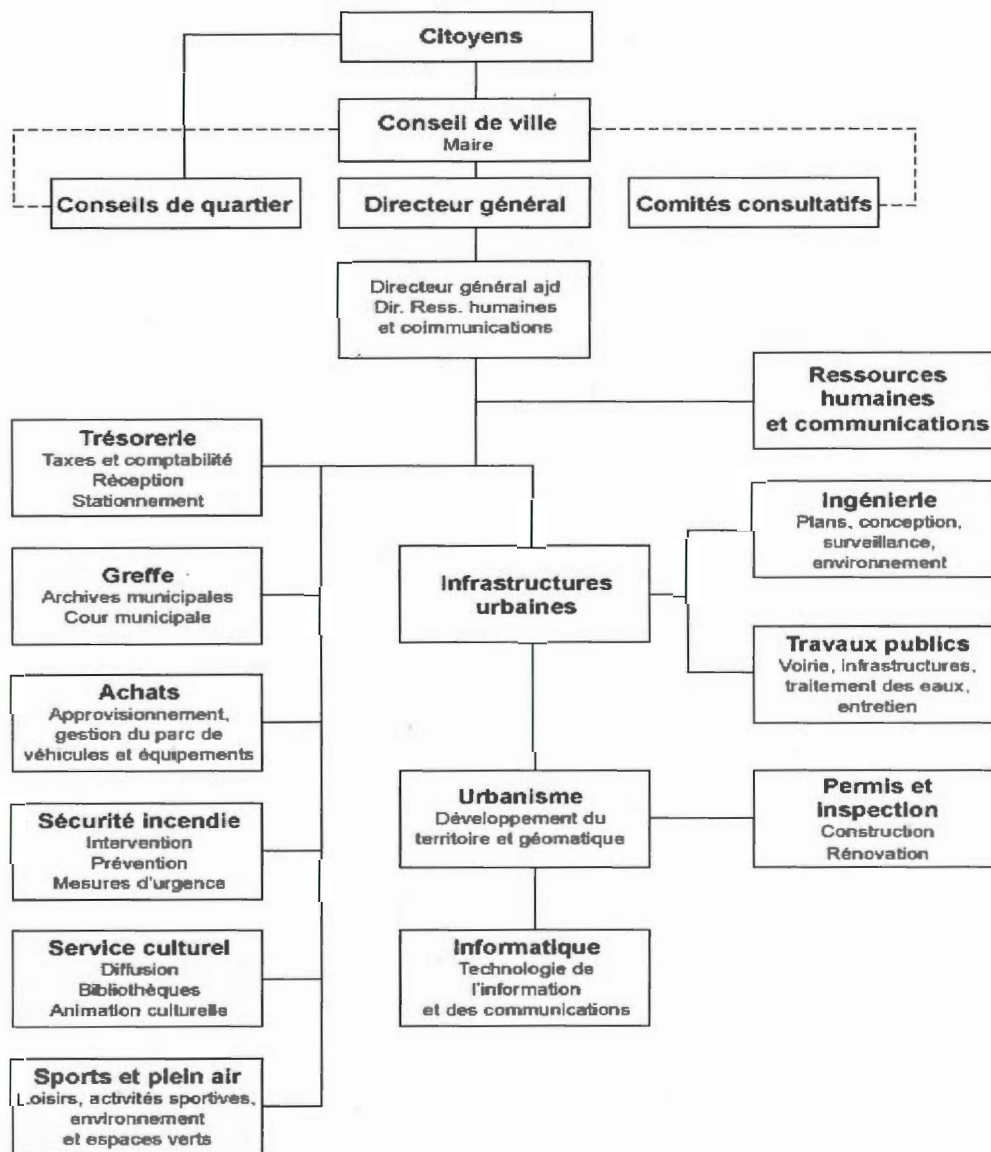 Citoyens
Conseil de ville
Maire
Conseils de quartier
Directeur général
Comités consultatifs
Directeur général ajd
Dir. Ress. humaines
et coimmunications
Ressources
humaines
et communications
Trésorerie
Taxes et comptabilité
Réception
Stationnement
Ingénierie
Plans, conception,
surveillance,
environnement
Greffe
Archives municipales
Cour municipale
Infrastructures
urbaines
Travaux publics
Voirie, infrastructures,
traitement des eaux,
entretien
Achats
Approvisionnement,
gestion du parc de
véhicules et équipements
Urbanisme
Développement du
territoire et géomatique
Permis et
inspection
Construction
Rénovation
Sécurité incendie
Intervention
Prévention
Mesures d'urgence
Service culturel
Diffusion
Bibliothèques
Animation culturelle
Informatique
Technologie de
l'information
et des communications
Sports et plein air
Loisirs, activités sportives,
environnement
et espaces verts